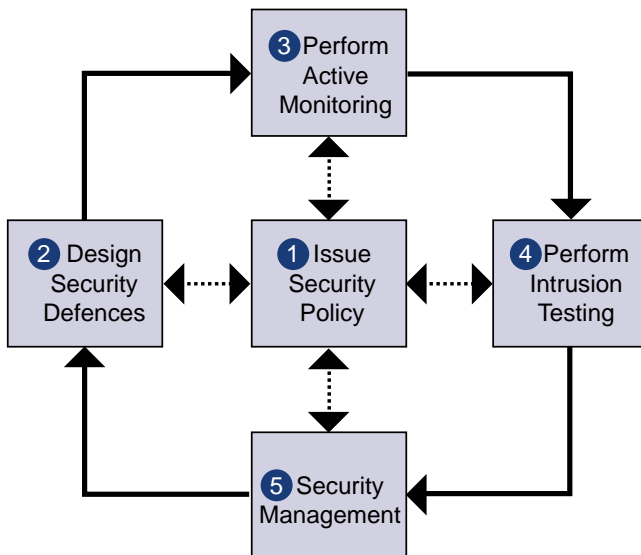 3 Perform
Active
Monitoring
2 Design
Security
Defences
1 Issue
Security
Policy
4 Perform
Intrusion
Testing
5 Security
Management